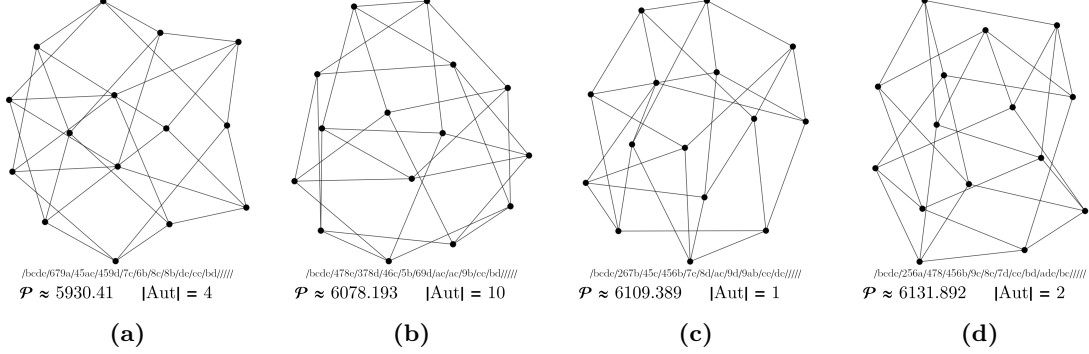 /bcdc/679a/45ac/459d/7c/6b/8c/8b/dc/cc/bd/////
𝒫 ≈ 5930.41 |Aut| = 4
(a)
/bcdc/478c/378d/46c/5b/69d/ac/ac/9b/cc/bd/////
𝒫 ≈ 6078.193 |Aut| = 10
(b)
/bcdc/267b/45c/456b/7c/8d/ac/9d/9ab/cc/dc/////
𝒫 ≈ 6109.389 |Aut| = 1
(c)
/bcdc/256a/478/456b/9c/8c/7d/cc/bd/adc/bc/////
𝒫 ≈ 6131.892 |Aut| = 2
(d)